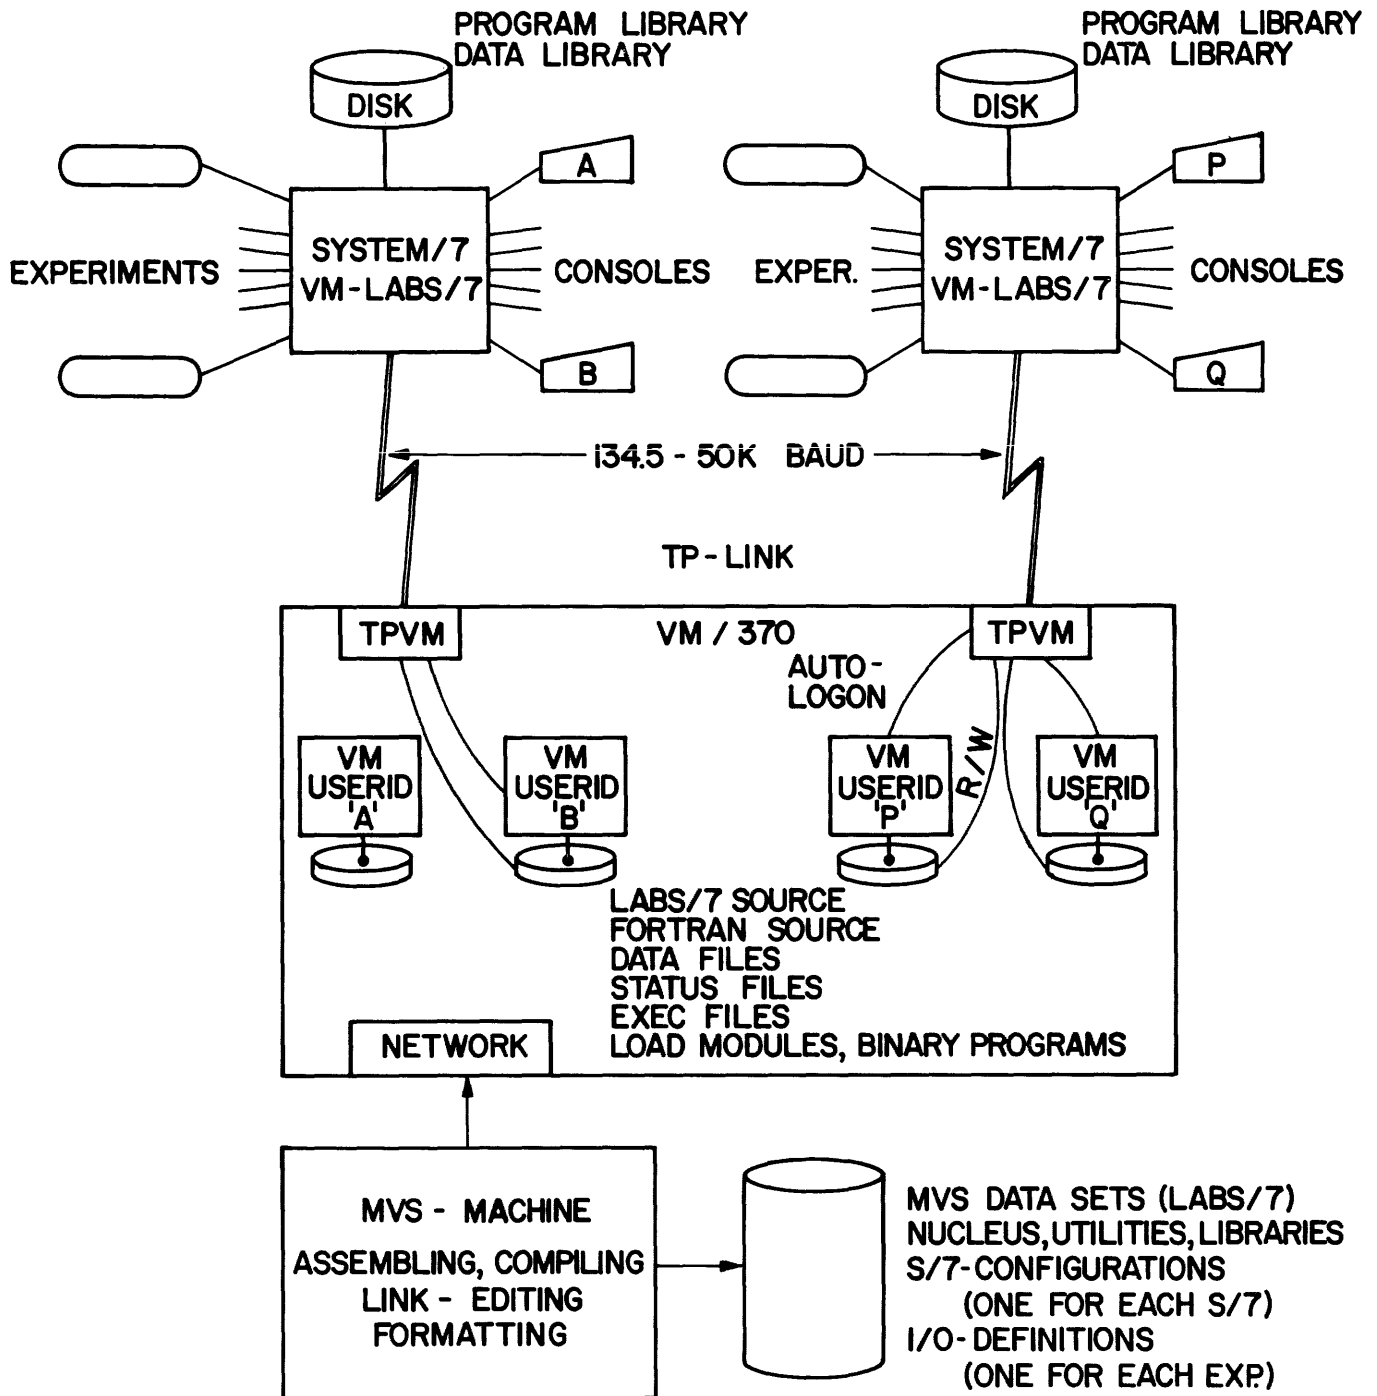 PROGRAM LIBRARY
DATA LIBRARY
DISK
PROGRAM LIBRARY
DATA LIBRARY
DISK
A
P
SYSTEM/7
VM-LABS/7
EXPERIMENTS
CONSOLES
SYSTEM/7
VM-LABS/7
EXPER.
CONSOLES
B
Q
134.5 - 50K BAUD
TP-LINK
TPVM
VM / 370
TPVM
AUTO-
LOGON
R/W
VM
USERID
'A'
VM
USERID
'B'
VM
USERID
'P'
VM
USERID
'Q'
LABS/7 SOURCE
FORTRAN SOURCE
DATA FILES
STATUS FILES
EXEC FILES
LOAD MODULES, BINARY PROGRAMS
NETWORK
MVS - MACHINE
ASSEMBLING, COMPILING
LINK - EDITING
FORMATTING
MVS DATA SETS (LABS/7)
NUCLEUS, UTILITIES, LIBRARIES
S/7-CONFIGURATIONS
(ONE FOR EACH S/7)
I/O-DEFINITIONS
(ONE FOR EACH EXP.)